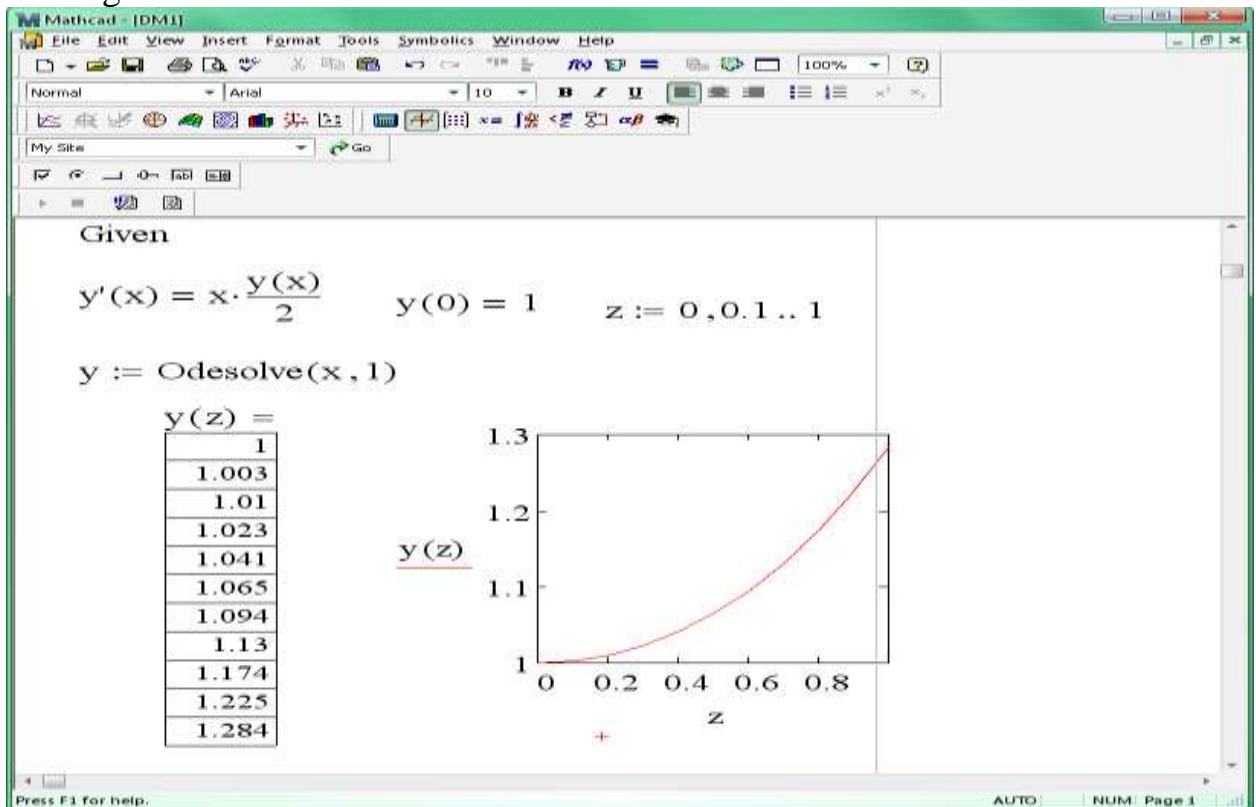 Mathcad - [DM1]
File Edit View Insert Format Tools Symbolics Window Help
100%
Normal Arial 10 B I U
My Site Go
Given
y'(x) = x·y(x)/2 y(0) = 1 z := 0,0.1 .. 1
y := Odesolve(x,1)
y(z) =
1
1.003
1.01
1.023
1.041
1.065
1.094
1.13
1.174
1.225
1.284
1.3
1.2
y(z)
1.1
1
0 0.2 0.4 0.6 0.8
z
Press F1 for help. AUTO NUM Page 1